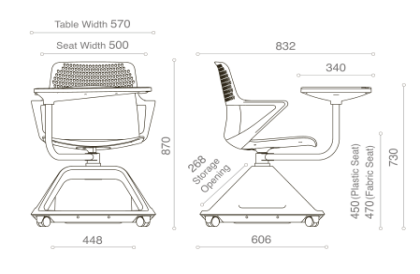 Table Width 570
Seat Width 500
832
340
870
268
Storage
Opening
450 (Plastic Seat)
470 (Fabric Seat)
730
448
606